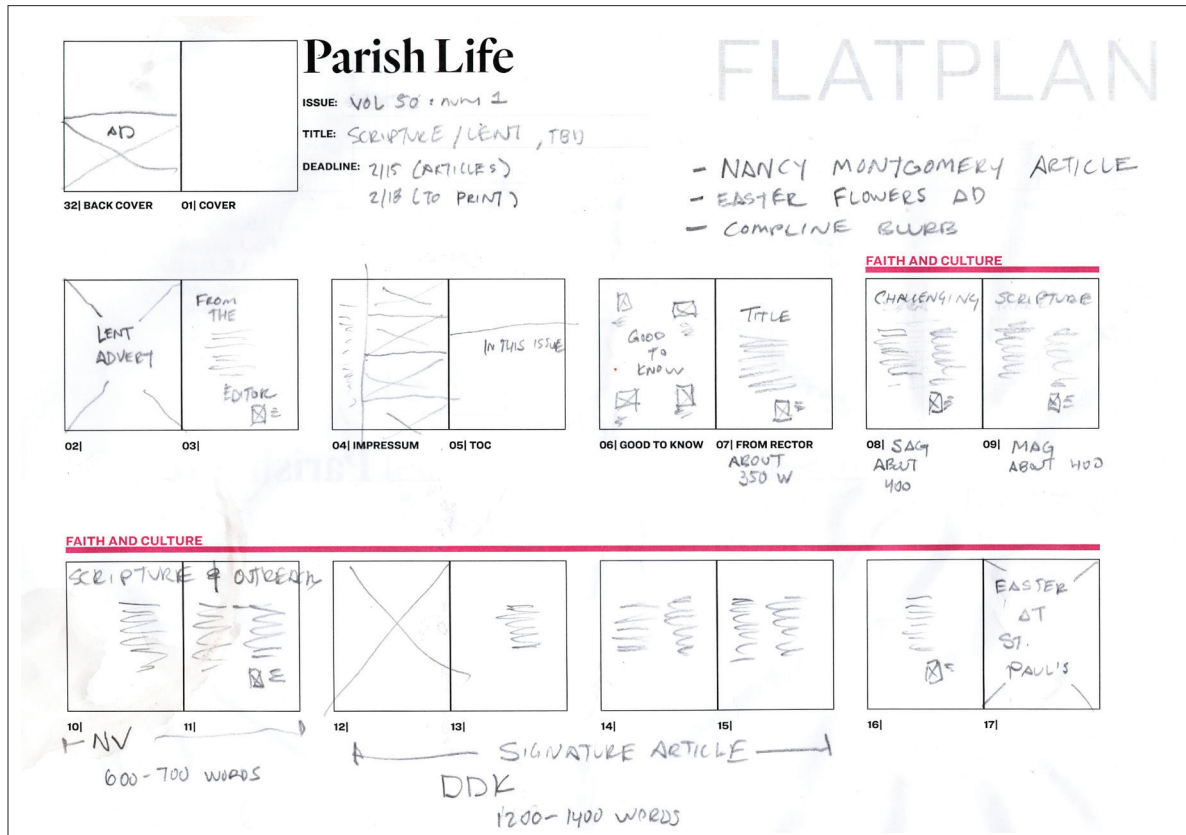 Parish Life
FLATPLAN
ISSUE: VOL 50 : num 1
TITLE: SCRIPTURE / LENT, TBD
DEADLINE: 2/15 (ARTICLES)
2/18 (TO PRINT)
- NANCY MONTGOMERY ARTICLE
- EASTER FLOWERS AD
- COMPLINE BLURB
AD
32| BACK COVER 01| COVER
FAITH AND CULTURE
LENT
ADVERT
FROM
THE
EDITOR
IN THIS ISSUE
GOOD
TO
KNOW
TITLE
CHALLENGING SCRIPTURE
02| 03| 04| IMPRESSUM 05| TOC 06| GOOD TO KNOW 07| FROM RECTOR 08| SAG 09| MAG
ABOUT
350 W
ABOUT
400
ABOUT 400
FAITH AND CULTURE
SCRIPTURE & OUTREACH
EASTER
AT
ST.
PAUL'S
10| 11| 12| 13| 14| 15| 16| 17|
NV
600-700 WORDS
SIGNATURE ARTICLE
DDK
1200-1400 WORDS